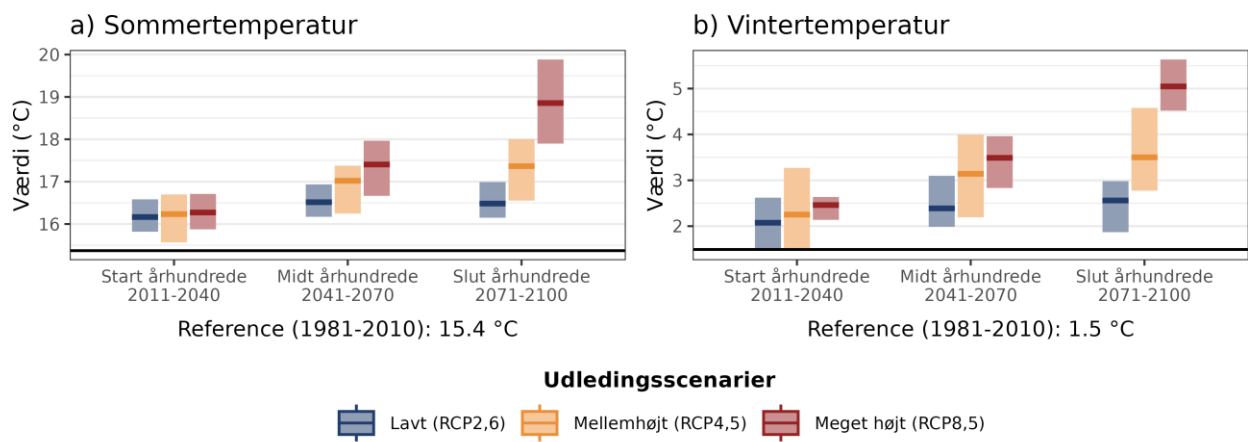 a) Sommertemperatur
Værdi (°C)
20
19
18
17
16
Start århundrede
2011-2040
Midt århundrede
2041-2070
Slut århundrede
2071-2100
Reference (1981-2010): 15.4 °C
b) Vintertemperatur
Værdi (°C)
5
4
3
2
Start århundrede
2011-2040
Midt århundrede
2041-2070
Slut århundrede
2071-2100
Reference (1981-2010): 1.5 °C
Udledingsscenarier
Lavt (RCP2,6)
Mellemhøjt (RCP4,5)
Meget højt (RCP8,5)